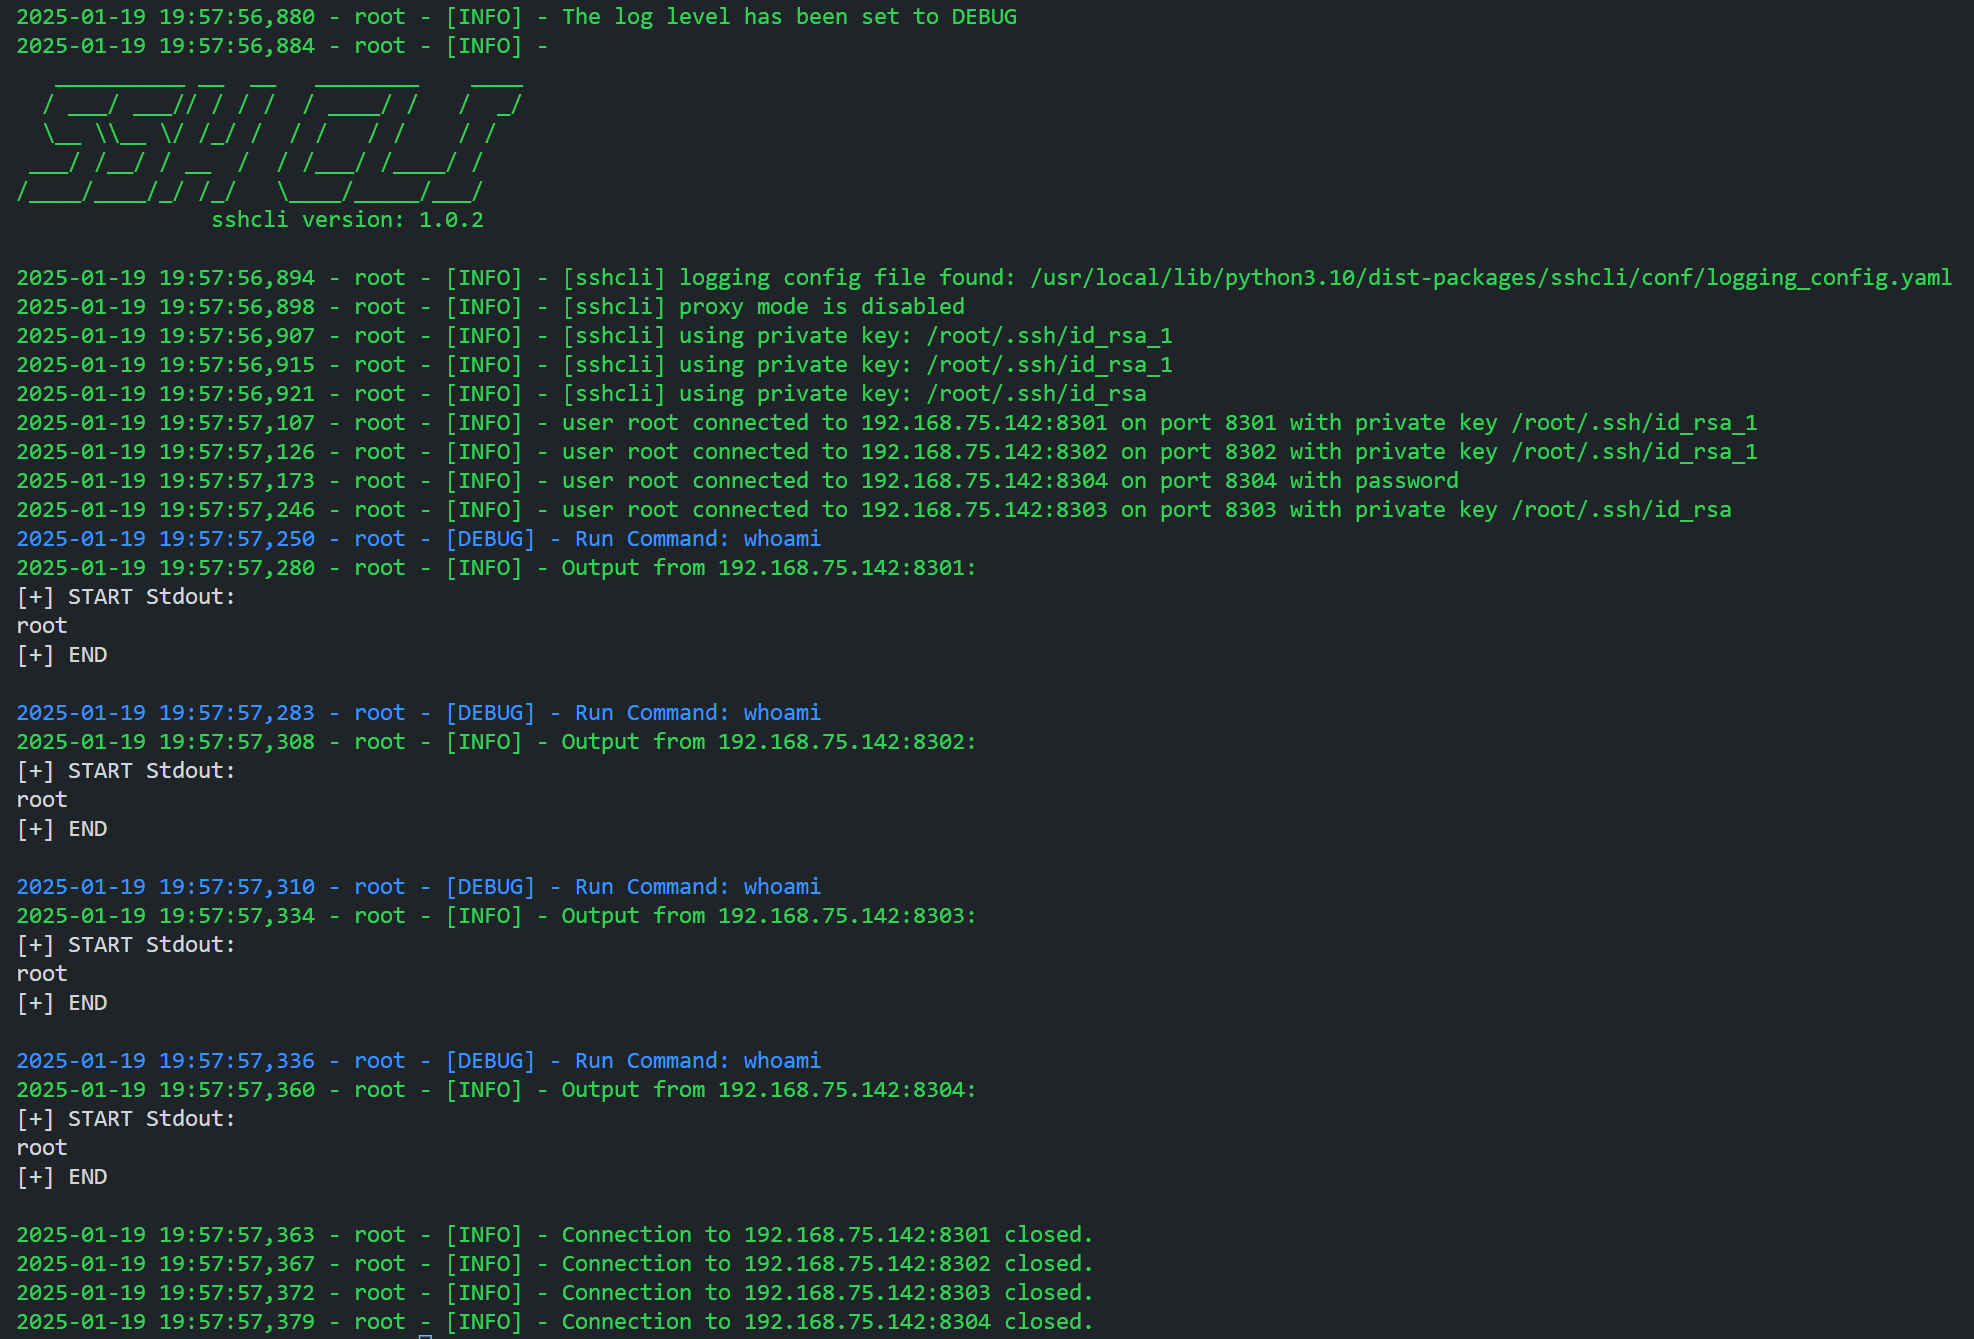 2025-01-19 19:57:56,880 - root - [INFO] - The log level has been set to DEBUG
2025-01-19 19:57:56,884 - root - [INFO] -
   __________ __  __   ________    ____
  / ___/ ___// / / /  / ____/ /   /  _/
  \__ \\__ \/ /_/ /  / /   / /    / /
 ___/ /__/ / __  /  / /___/ /____/ /
/____/____/_/ /_/   \____/_____/___/
               sshcli version: 1.0.2

2025-01-19 19:57:56,894 - root - [INFO] - [sshcli] logging config file found: /usr/local/lib/python3.10/dist-packages/sshcli/conf/logging_config.yaml
2025-01-19 19:57:56,898 - root - [INFO] - [sshcli] proxy mode is disabled
2025-01-19 19:57:56,907 - root - [INFO] - [sshcli] using private key: /root/.ssh/id_rsa_1
2025-01-19 19:57:56,915 - root - [INFO] - [sshcli] using private key: /root/.ssh/id_rsa_1
2025-01-19 19:57:56,921 - root - [INFO] - [sshcli] using private key: /root/.ssh/id_rsa
2025-01-19 19:57:57,107 - root - [INFO] - user root connected to 192.168.75.142:8301 on port 8301 with private key /root/.ssh/id_rsa_1
2025-01-19 19:57:57,126 - root - [INFO] - user root connected to 192.168.75.142:8302 on port 8302 with private key /root/.ssh/id_rsa_1
2025-01-19 19:57:57,173 - root - [INFO] - user root connected to 192.168.75.142:8304 on port 8304 with password
2025-01-19 19:57:57,246 - root - [INFO] - user root connected to 192.168.75.142:8303 on port 8303 with private key /root/.ssh/id_rsa
2025-01-19 19:57:57,250 - root - [DEBUG] - Run Command: whoami
2025-01-19 19:57:57,280 - root - [INFO] - Output from 192.168.75.142:8301:
[+] START Stdout:
root
[+] END

2025-01-19 19:57:57,283 - root - [DEBUG] - Run Command: whoami
2025-01-19 19:57:57,308 - root - [INFO] - Output from 192.168.75.142:8302:
[+] START Stdout:
root
[+] END

2025-01-19 19:57:57,310 - root - [DEBUG] - Run Command: whoami
2025-01-19 19:57:57,334 - root - [INFO] - Output from 192.168.75.142:8303:
[+] START Stdout:
root
[+] END

2025-01-19 19:57:57,336 - root - [DEBUG] - Run Command: whoami
2025-01-19 19:57:57,360 - root - [INFO] - Output from 192.168.75.142:8304:
[+] START Stdout:
root
[+] END

2025-01-19 19:57:57,363 - root - [INFO] - Connection to 192.168.75.142:8301 closed.
2025-01-19 19:57:57,367 - root - [INFO] - Connection to 192.168.75.142:8302 closed.
2025-01-19 19:57:57,372 - root - [INFO] - Connection to 192.168.75.142:8303 closed.
2025-01-19 19:57:57,379 - root - [INFO] - Connection to 192.168.75.142:8304 closed.